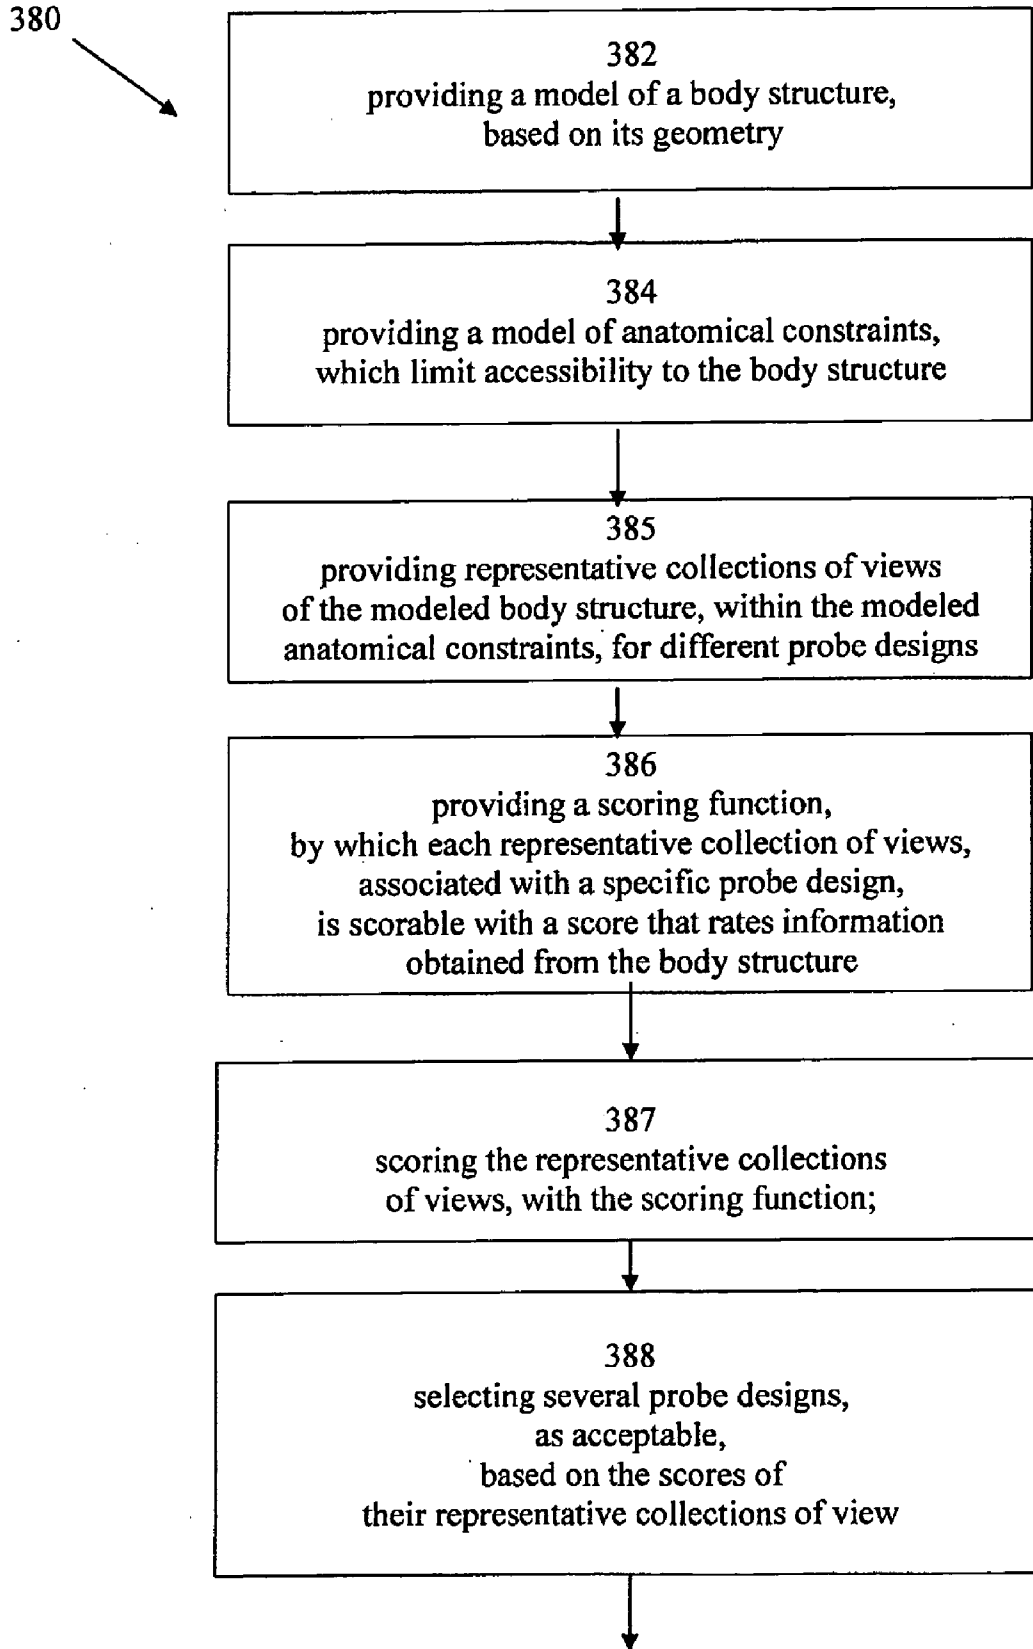 380
382
providing a model of a body structure,
based on its geometry
384
providing a model of anatomical constraints,
which limit accessibility to the body structure
385
providing representative collections of views
of the modeled body structure, within the modeled
anatomical constraints, for different probe designs
386
providing a scoring function,
by which each representative collection of views,
associated with a specific probe design,
is scorable with a score that rates information
obtained from the body structure
387
scoring the representative collections
of views, with the scoring function;
388
selecting several probe designs,
as acceptable,
based on the scores of
their representative collections of view